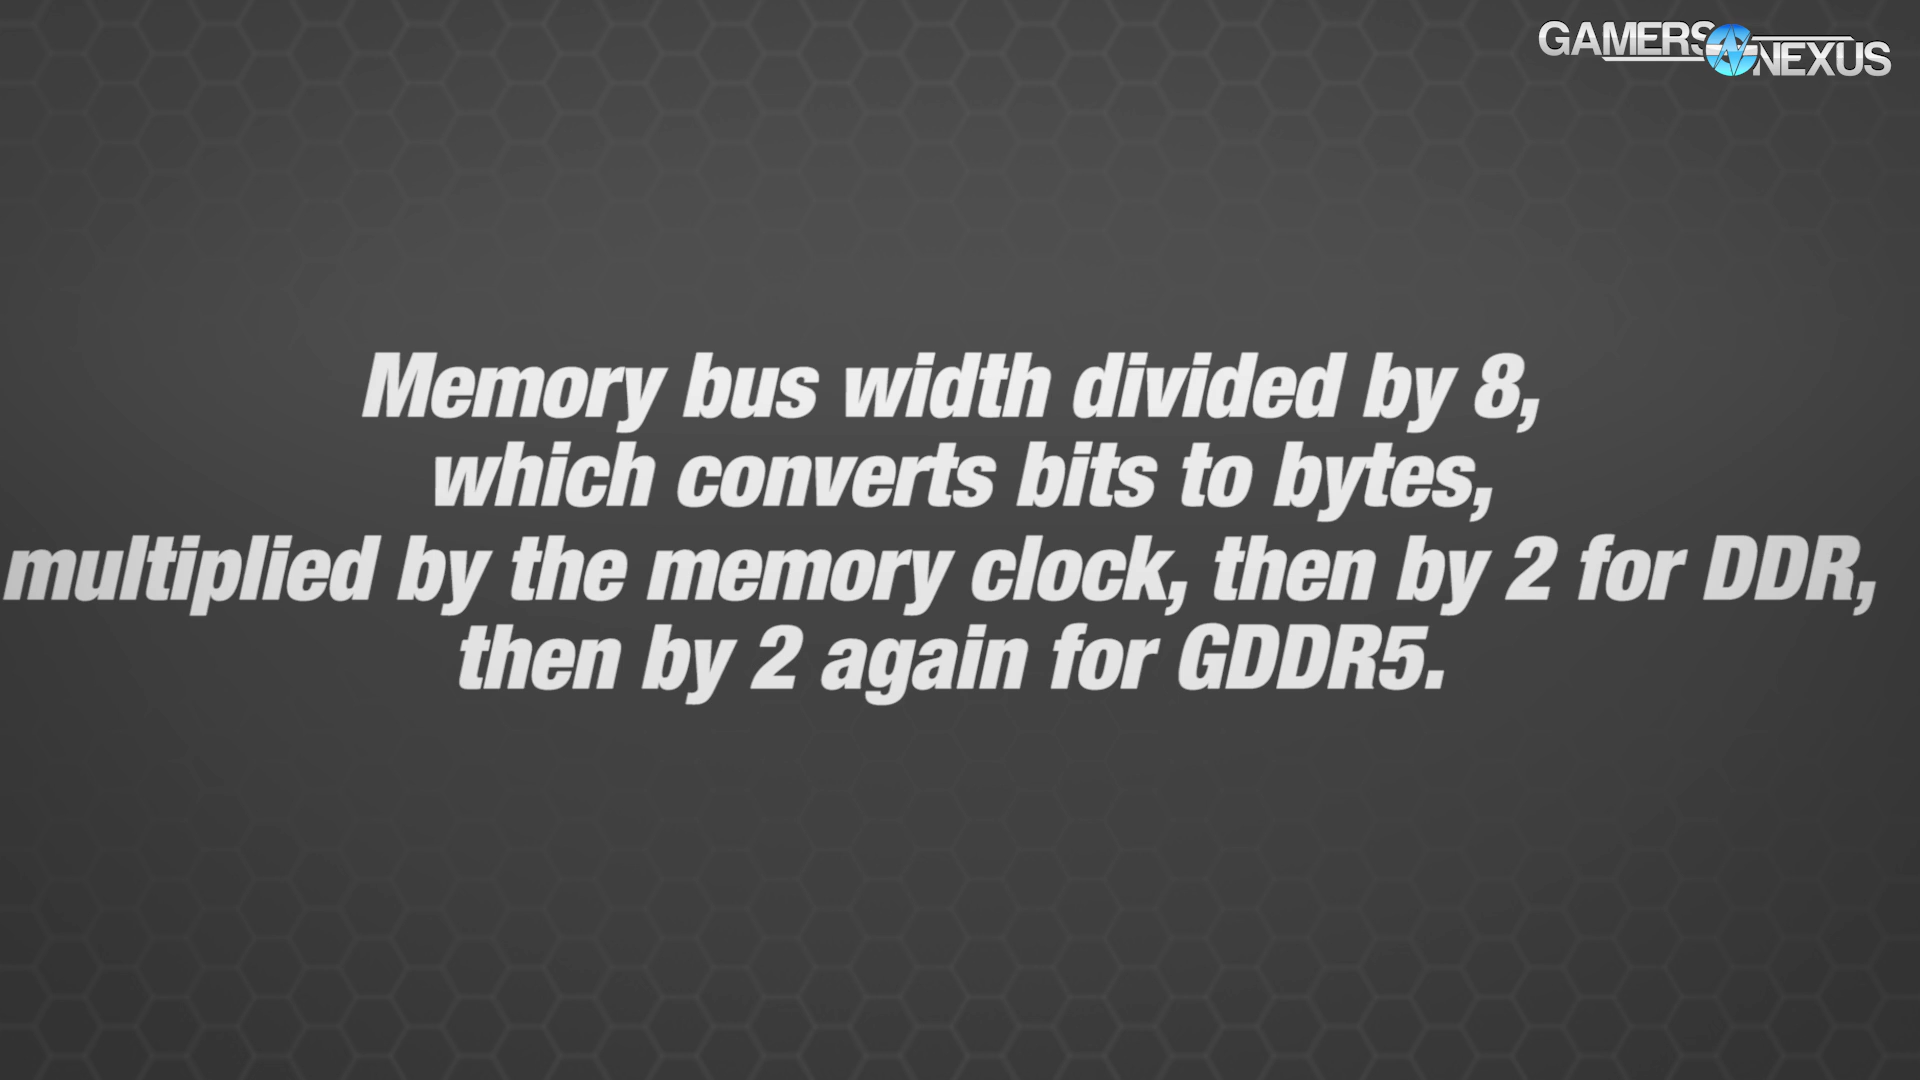 GAMERS NEXUS
Memory bus width divided by 8,
which converts bits to bytes,
multiplied by the memory clock, then by 2 for DDR,
then by 2 again for GDDR5.